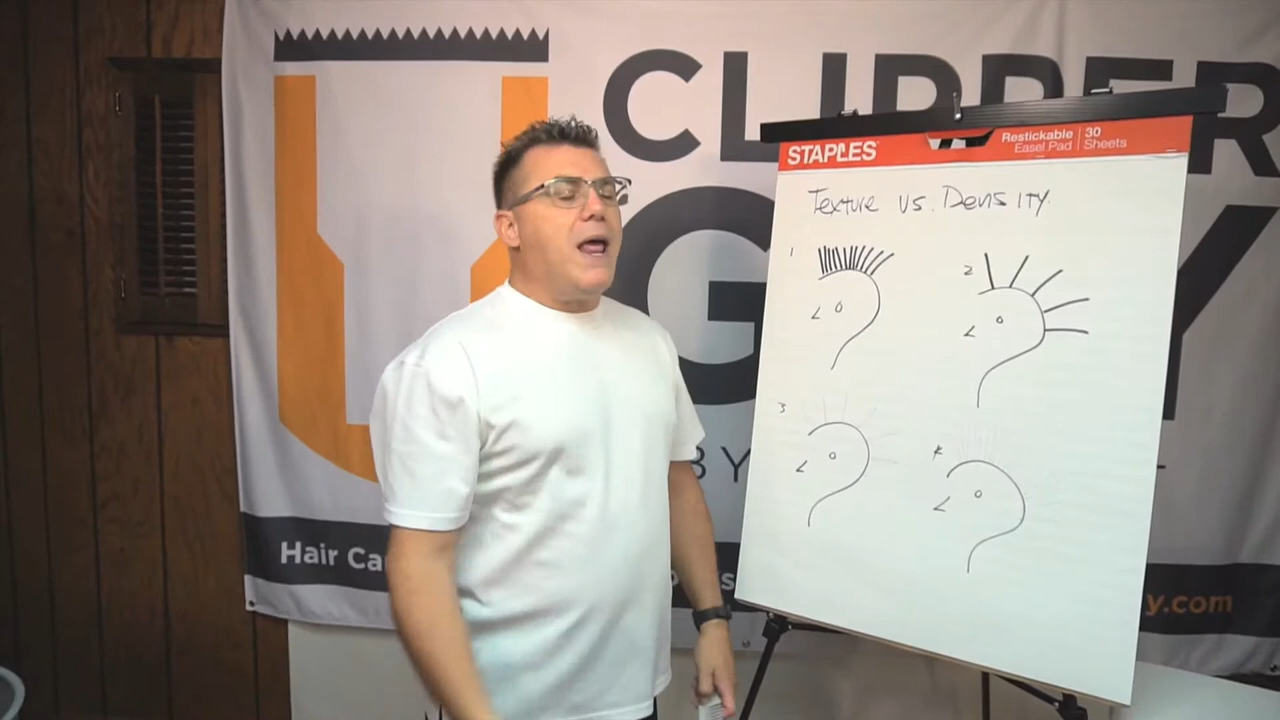 CLIPPER
G Y
BY
Hair Ca
y.com
STAPLES
Restickable 30
Easel Pad Sheets
Texture vs. Density
1
2
3
4